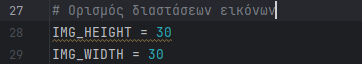 27 # Ορισμός διαστάσεων εικόνων
28 IMG_HEIGHT = 30
29 IMG_WIDTH = 30